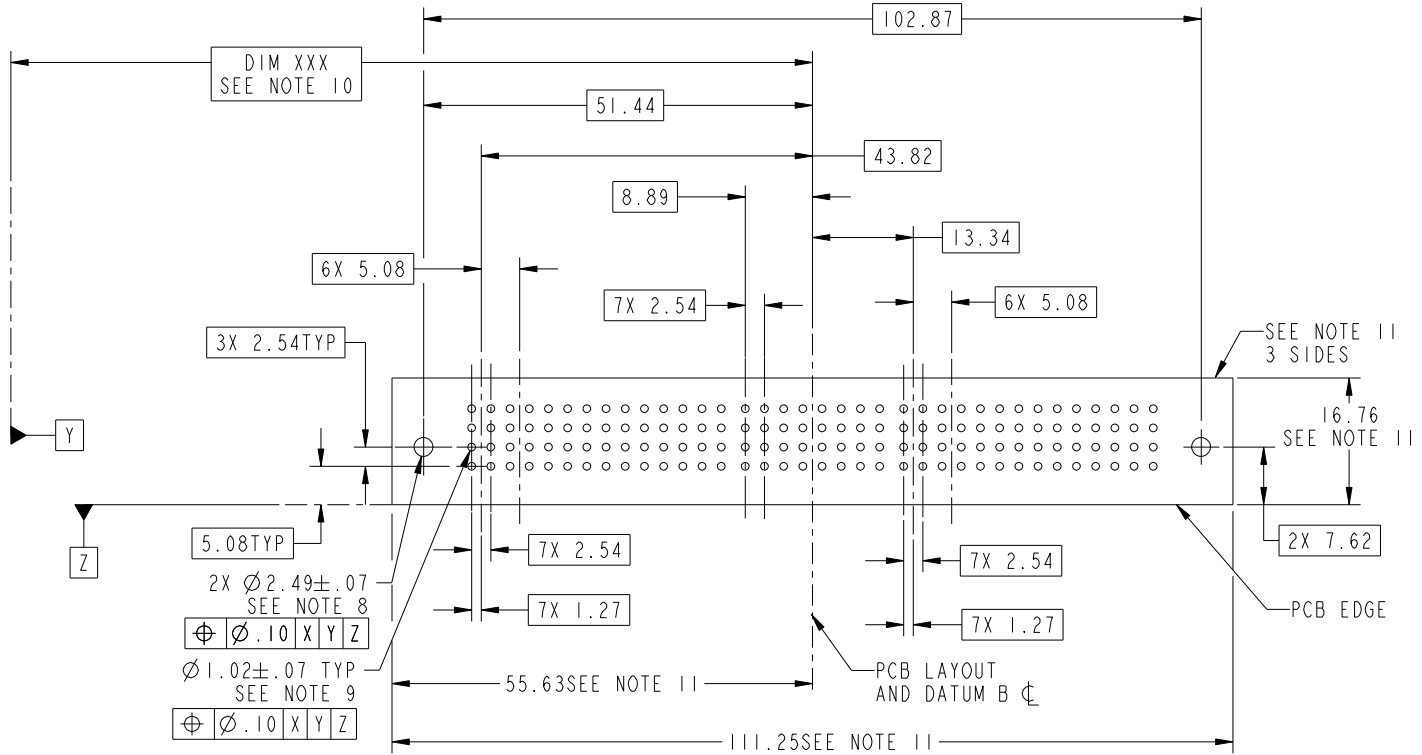 102.87
DIM XXX
SEE NOTE 10
51.44
43.82
8.89
13.34
6X 5.08
7X 2.54
6X 5.08
3X 2.54TYP
SEE NOTE 11
3 SIDES
16.76
SEE NOTE 11
Y
5.08TYP
Z
7X 2.54
7X 2.54
2X 7.62
2X Ø2.49±.07
SEE NOTE 8
⌖ Ø.10 X Y Z
7X 1.27
7X 1.27
PCB EDGE
Ø1.02±.07 TYP
SEE NOTE 9
⌖ Ø.10 X Y Z
55.63SEE NOTE 11
PCB LAYOUT
AND DATUM B ℄
111.25SEE NOTE 11